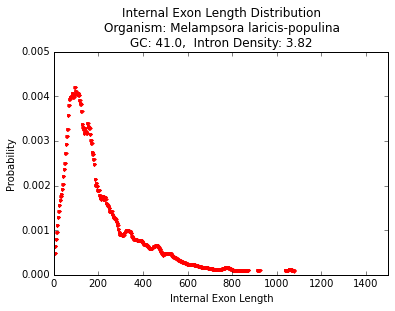 Internal Exon Length Distribution
Organism: Melampsora laricis-populina
GC: 41.0,  Intron Density: 3.82
0.005
0.004
0.003
0.002
0.001
0.000
Probability
0 200 400 600 800 1000 1200 1400
Internal Exon Length